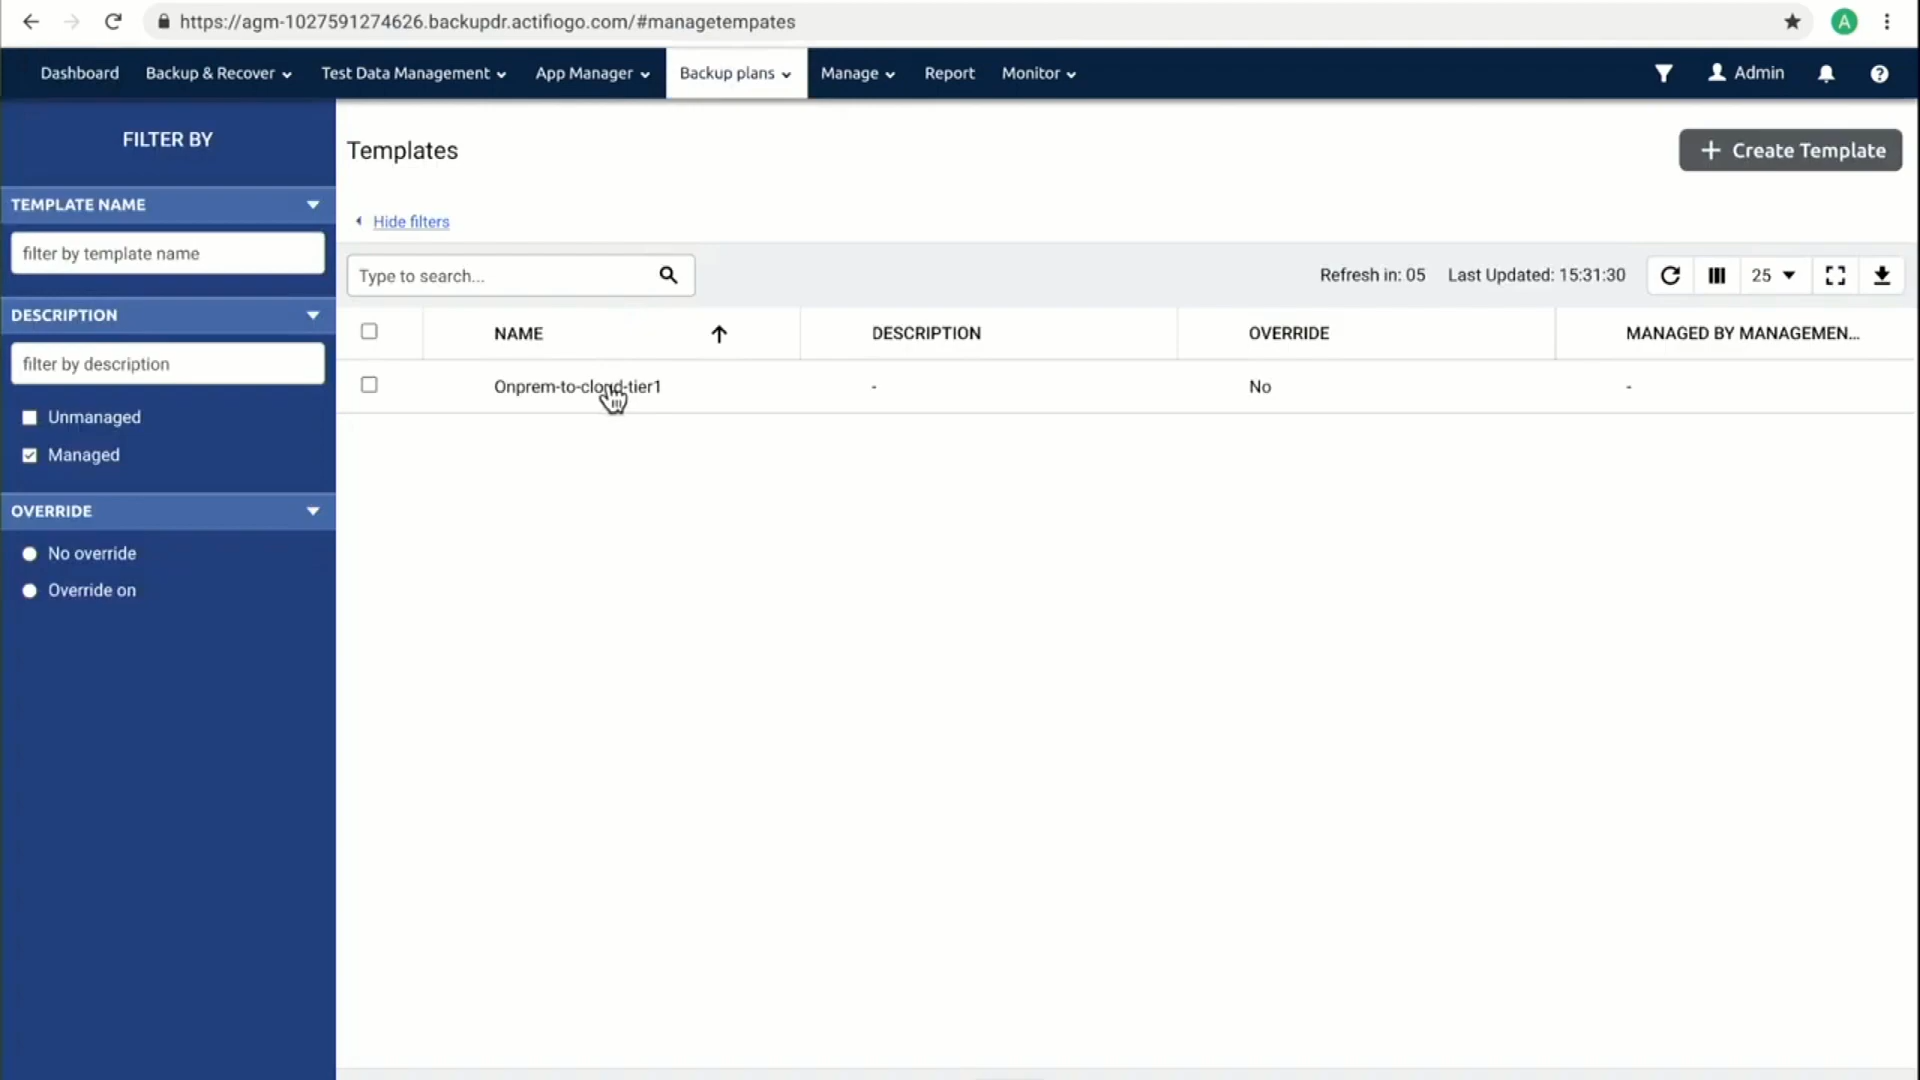 https://agm-1027591274626.backupdr.actifiogo.com/#managetempates
A
Dashboard Backup & Recover Test Data Management App Manager Backup plans Manage Report Monitor Admin
FILTER BY
Templates
+ Create Template
TEMPLATE NAME
Hide filters
filter by template name
Type to search...
Refresh in: 05 Last Updated: 15:31:30 25
DESCRIPTION
NAME DESCRIPTION OVERRIDE MANAGED BY MANAGEMEN...
filter by description
Onprem-to-cloud-tier1 - No -
Unmanaged
Managed
OVERRIDE
No override
Override on